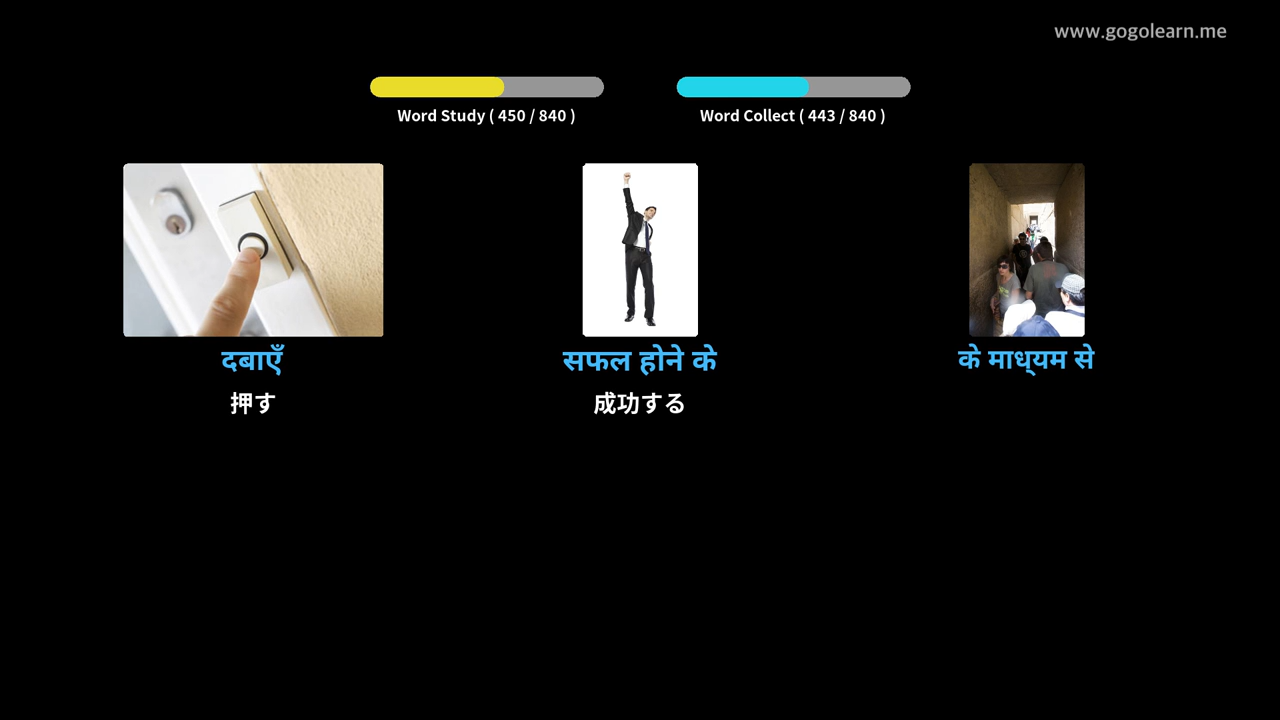 www.gogolearn.me
Word Study ( 450 / 840 )
Word Collect ( 443 / 840 )
दबाएँ
सफल होने के
के माध्यम से
押す
成功する